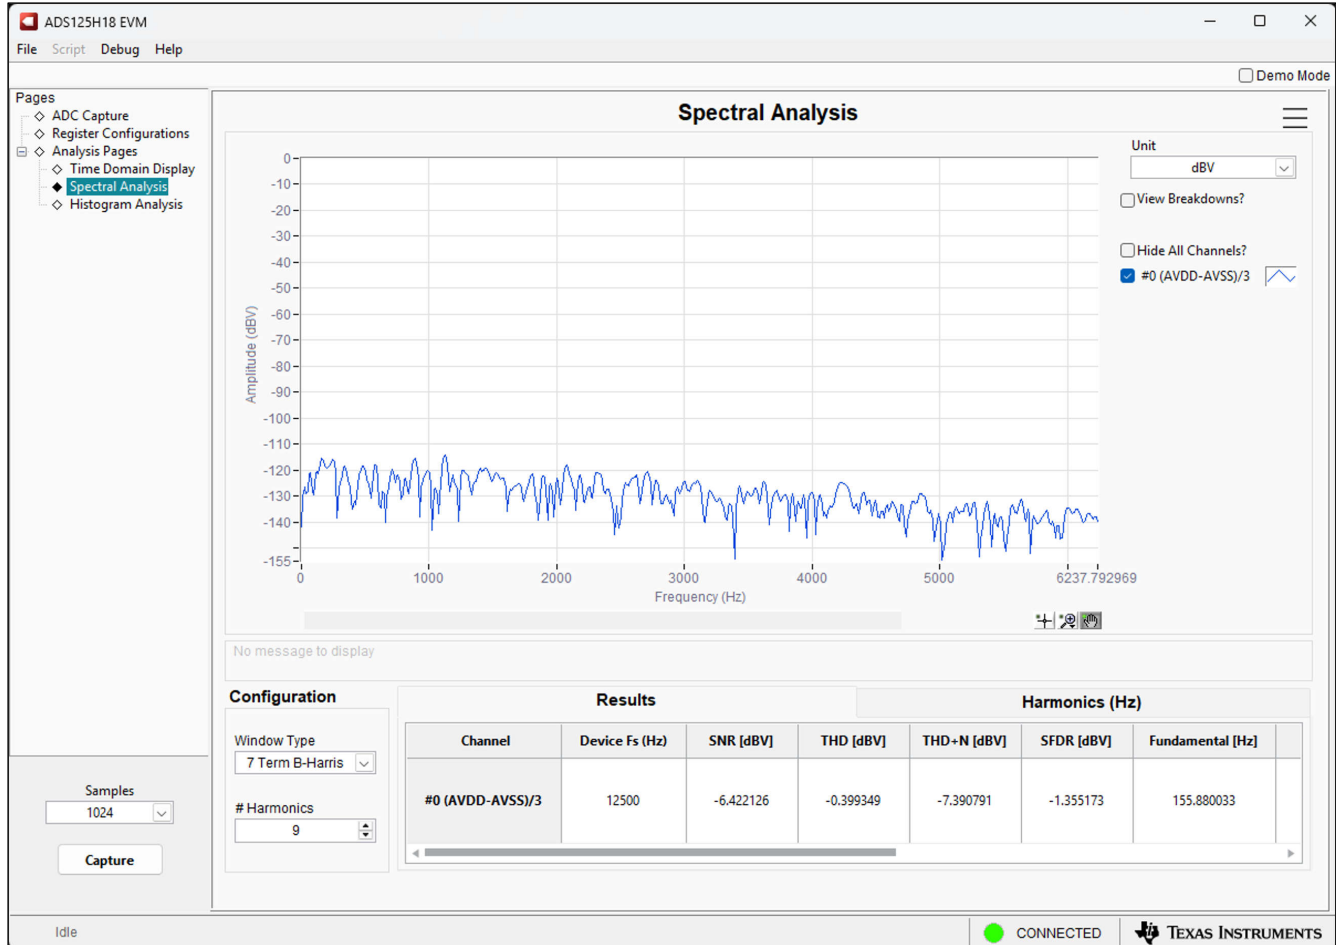 ADS125H18 EVM
File Script Debug Help
Demo Mode
Pages
ADC Capture
Register Configurations
Analysis Pages
Time Domain Display
Spectral Analysis
Histogram Analysis
Spectral Analysis
Unit
dBV
View Breakdowns?
Hide All Channels?
#0 (AVDD-AVSS)/3
Amplitude (dBV)
0
-10
-20
-30
-40
-50
-60
-70
-80
-90
-100
-110
-120
-130
-140
-155
0 1000 2000 3000 4000 5000 6237.792969
Frequency (Hz)
No message to display
Configuration
Window Type
7 Term B-Harris
# Harmonics
9
Results Harmonics (Hz)
Channel Device Fs (Hz) SNR [dBV] THD [dBV] THD+N [dBV] SFDR [dBV] Fundamental [Hz]
#0 (AVDD-AVSS)/3 12500 -6.422126 -0.399349 -7.390791 -1.355173 155.880033
Samples
1024
Capture
Idle
CONNECTED
TEXAS INSTRUMENTS